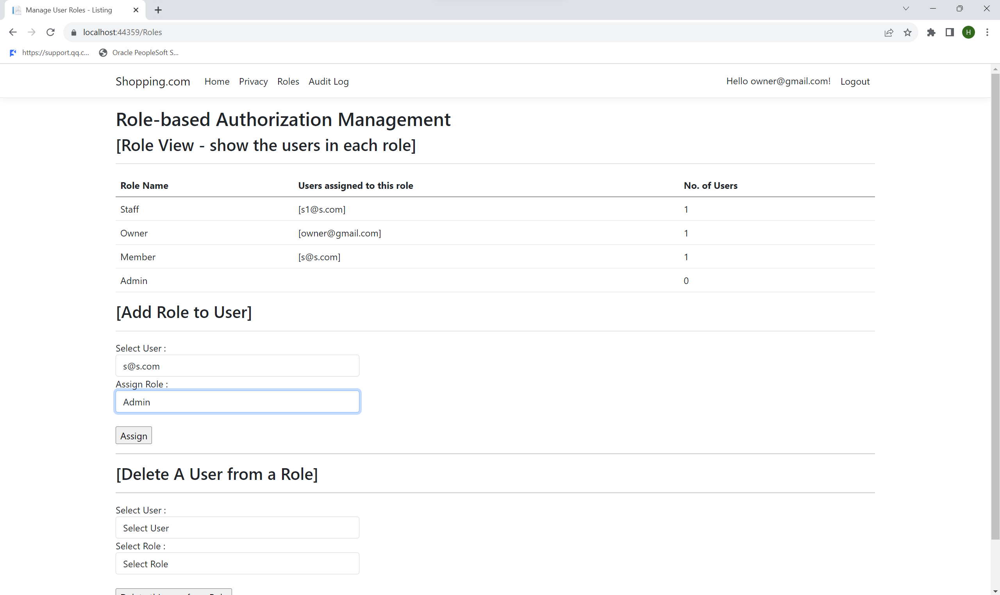 Manage User Roles - Listing
localhost:44359/Roles
H
https://support.qq.c...
Oracle PeopleSoft S...
Shopping.com Home Privacy Roles Audit Log Hello owner@gmail.com! Logout
Role-based Authorization Management
[Role View - show the users in each role]
Role Name Users assigned to this role No. of Users
Staff [s1@s.com] 1
Owner [owner@gmail.com] 1
Member [s@s.com] 1
Admin 0
[Add Role to User]
Select User :
s@s.com
Assign Role :
Admin
Assign
[Delete A User from a Role]
Select User :
Select User
Select Role :
Select Role